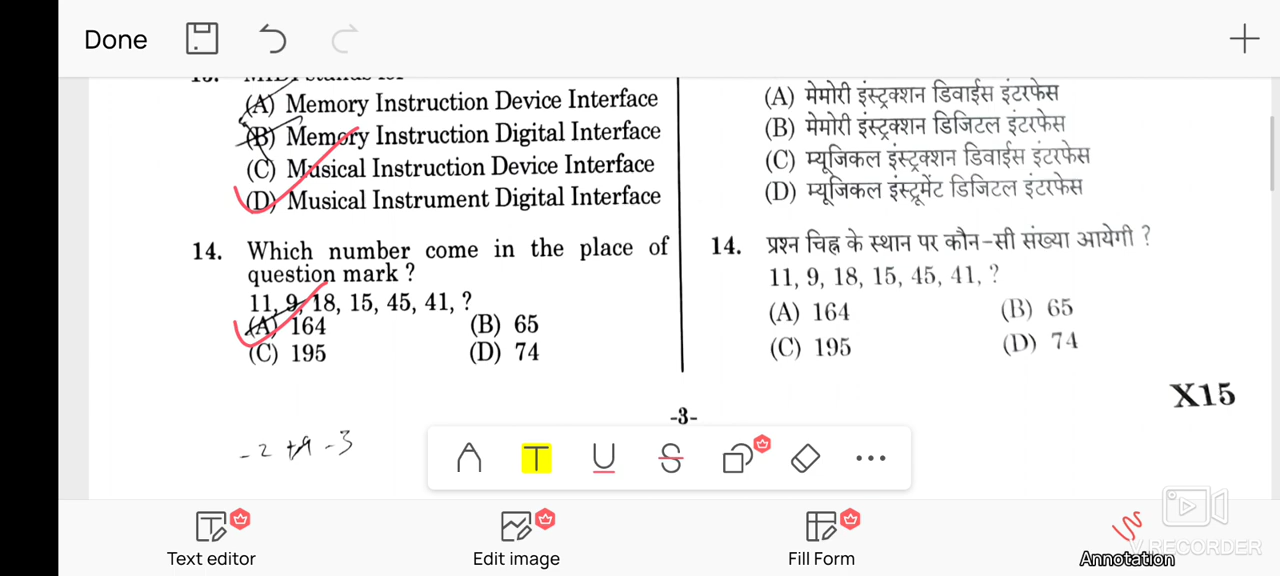 Done
(A) Memory Instruction Device Interface
(B) Memory Instruction Digital Interface
(C) Musical Instruction Device Interface
(D) Musical Instrument Digital Interface
14. Which number come in the place of
question mark ?
11, 9, 18, 15, 45, 41, ?
(A) 164 (B) 65
(C) 195 (D) 74
(A) मेमोरी इंस्ट्रक्शन डिवाईस इंटरफेस
(B) मेमोरी इंस्ट्रक्शन डिजिटल इंटरफेस
(C) म्यूजिकल इंस्ट्रक्शन डिवाईस इंटरफेस
(D) म्यूजिकल इंस्ट्रूमेंट डिजिटल इंटरफेस
14. प्रश्न चिह्न के स्थान पर कौन-सी संख्या आयेगी ?
11, 9, 18, 15, 45, 41, ?
(A) 164 (B) 65
(C) 195 (D) 74
X15
-3-
-2 +9 -3
Text editor
Edit image
Fill Form
Annotation
V RECORDER